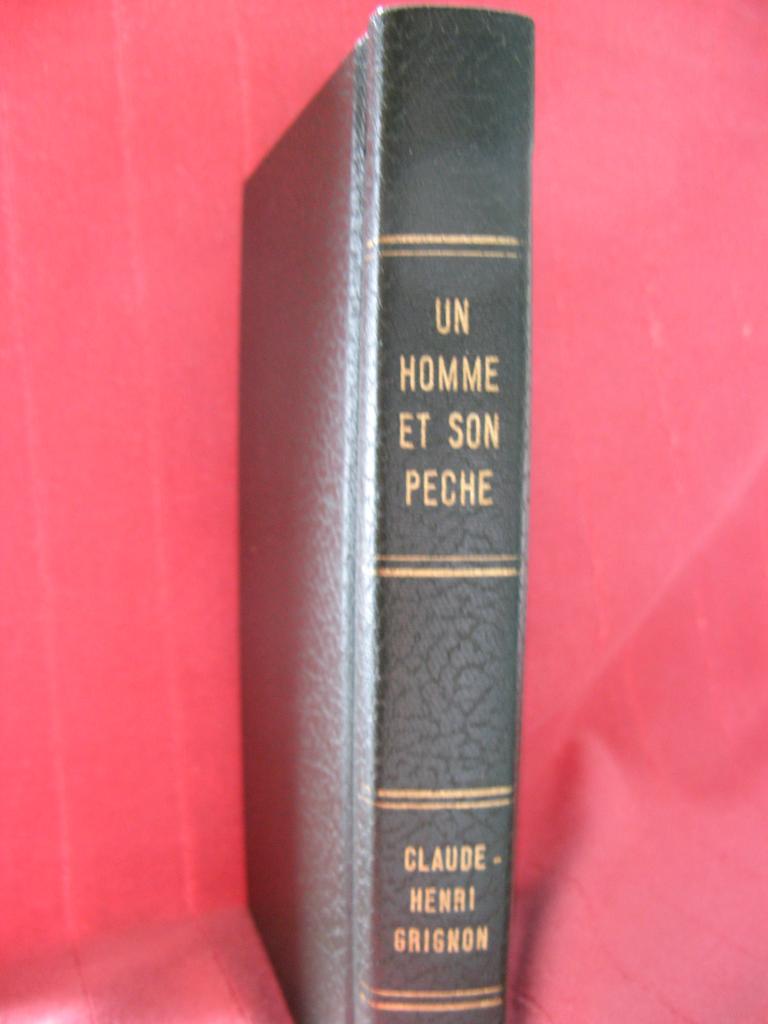 UN
HOMME
ET SON
PECHE
CLAUDE -
HENRI
GRIGNON